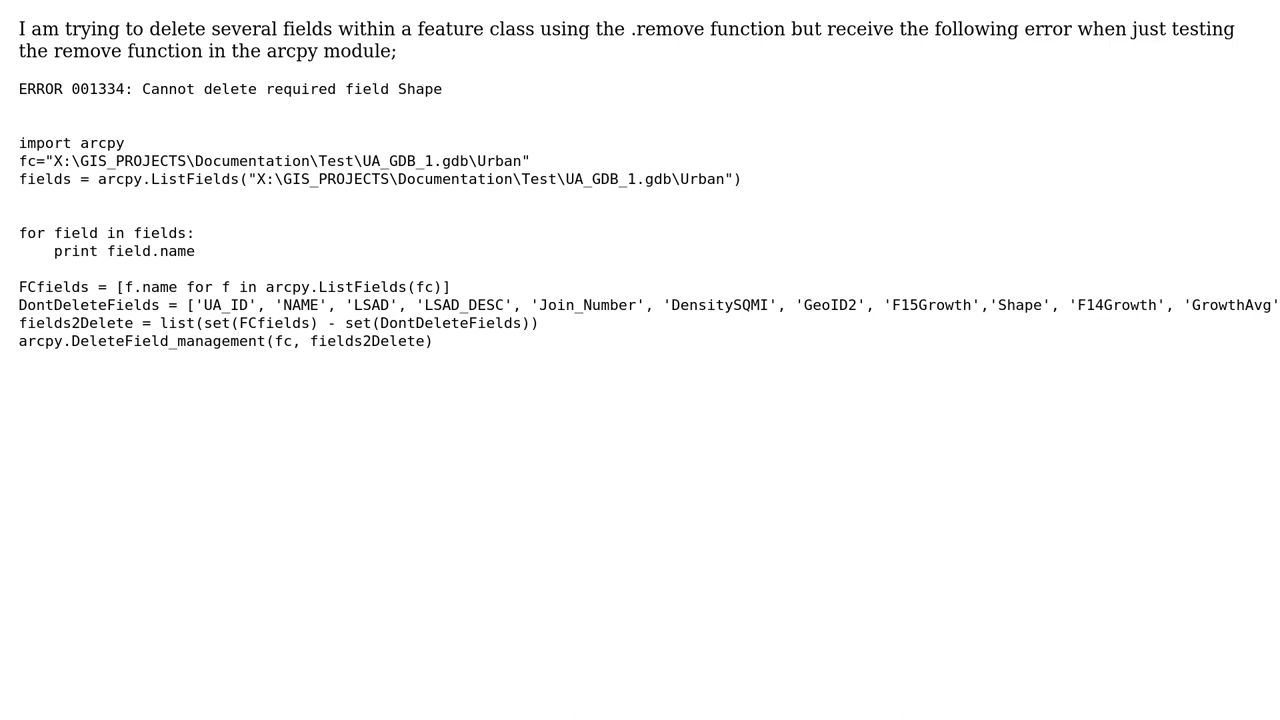 I am trying to delete several fields within a feature class using the .remove function but receive the following error when just testing
the remove function in the arcpy module;
ERROR 001334: Cannot delete required field Shape
import arcpy
fc="X:\GIS_PROJECTS\Documentation\Test\UA_GDB_1.gdb\Urban"
fields = arcpy.ListFields("X:\GIS_PROJECTS\Documentation\Test\UA_GDB_1.gdb\Urban")
for field in fields:
    print field.name
FCfields = [f.name for f in arcpy.ListFields(fc)]
DontDeleteFields = ['UA_ID', 'NAME', 'LSAD', 'LSAD_DESC', 'Join_Number', 'DensitySQMI', 'GeoID2', 'F15Growth','Shape', 'F14Growth', 'GrowthAvg'
fields2Delete = list(set(FCfields) - set(DontDeleteFields))
arcpy.DeleteField_management(fc, fields2Delete)